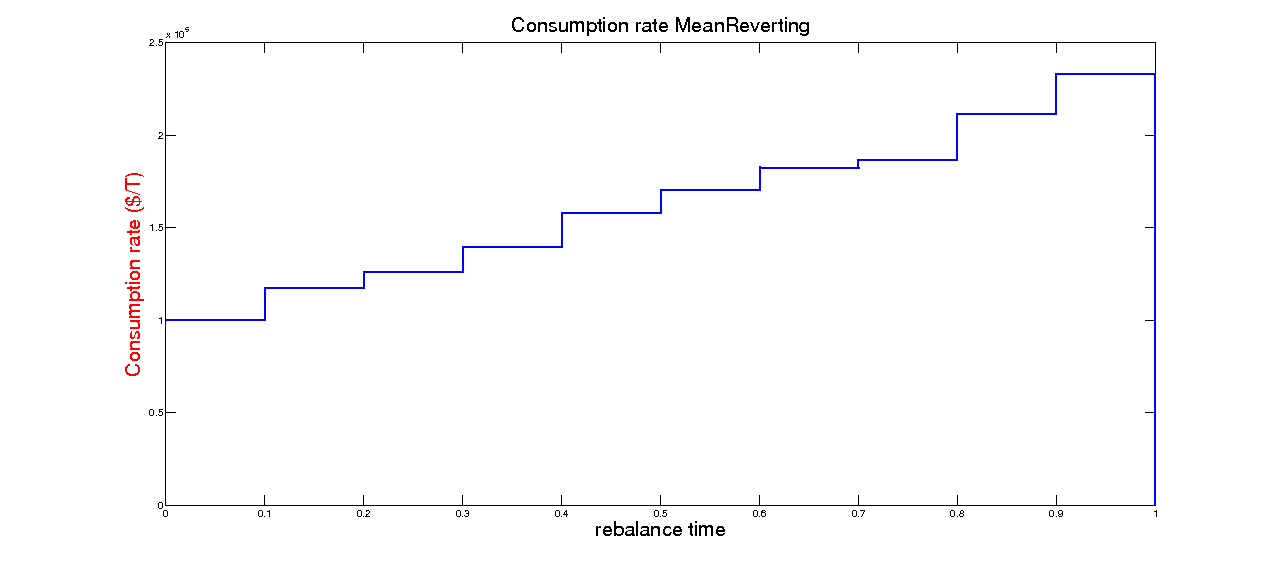 Consumption rate MeanReverting
x 10^5
2.5
2
1.5
1
0.5
0
Consumption rate ($/T)
0 0.1 0.2 0.3 0.4 0.5 0.6 0.7 0.8 0.9 1
rebalance time